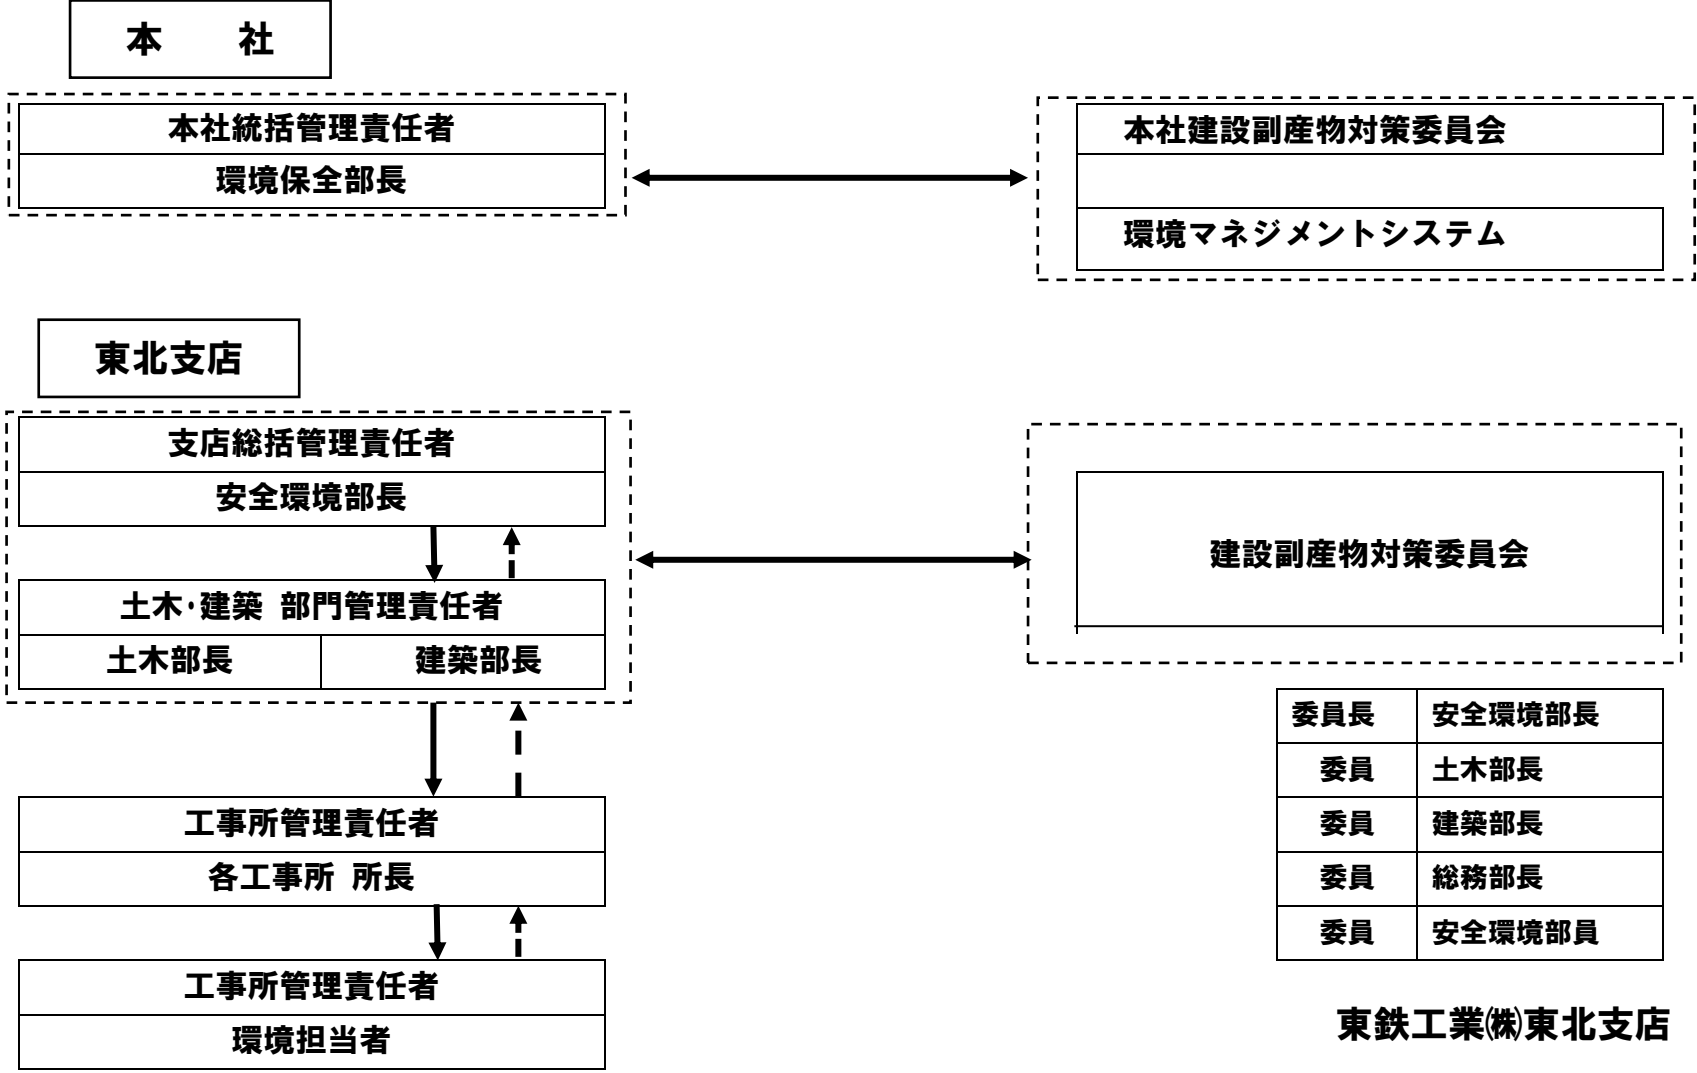 本　　社
本社統括管理責任者
環境保全部長
本社建設副産物対策委員会
環境マネジメントシステム
東北支店
支店総括管理責任者
安全環境部長
土木･建築 部門管理責任者
土木部長　建築部長
建設副産物対策委員会
工事所管理責任者
各工事所 所長
工事所管理責任者
環境担当者
委員長　安全環境部長
委員　土木部長
委員　建築部長
委員　総務部長
委員　安全環境部員
東鉄工業㈱東北支店